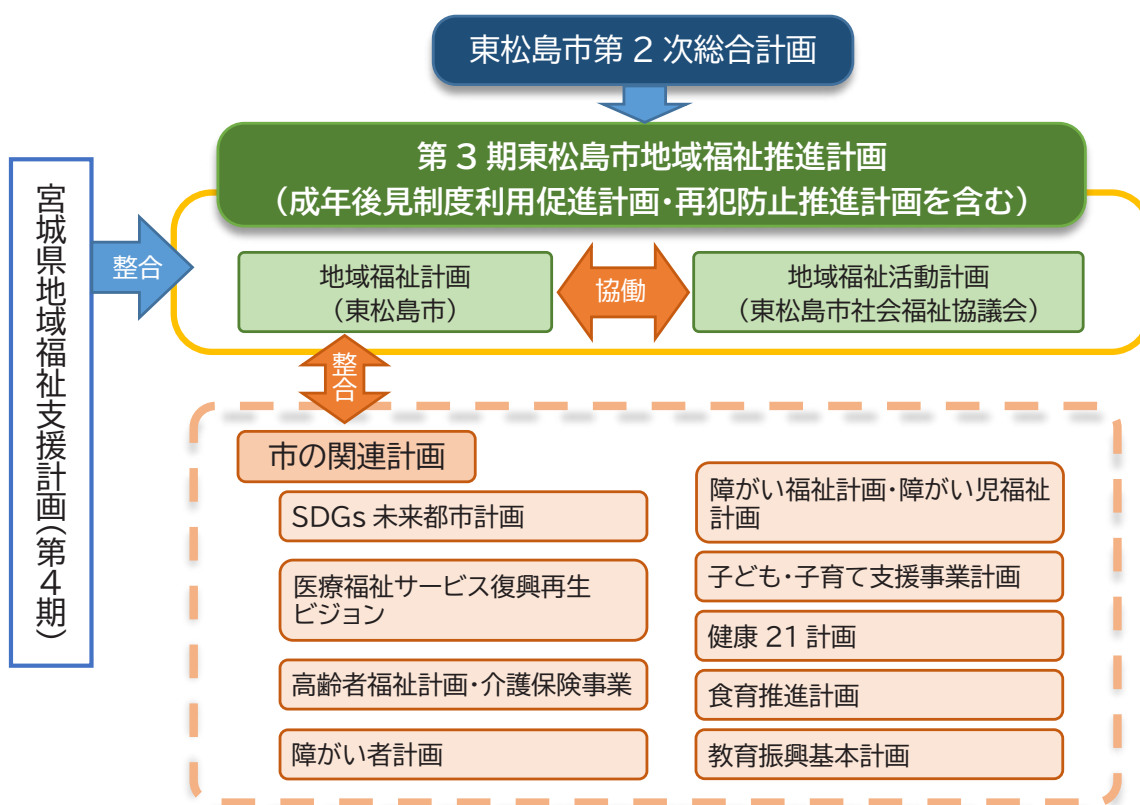 東松島市第 2 次総合計画
第 3 期東松島市地域福祉推進計画
（成年後見制度利用促進計画・再犯防止推進計画を含む）
宮城県地域福祉支援計画（第４期）
整合
地域福祉計画
（東松島市）
協働
地域福祉活動計画
（東松島市社会福祉協議会）
整合
市の関連計画
SDGs 未来都市計画
医療福祉サービス復興再生
ビジョン
高齢者福祉計画・介護保険事業
障がい者計画
障がい福祉計画・障がい児福祉
計画
子ども・子育て支援事業計画
健康 21 計画
食育推進計画
教育振興基本計画